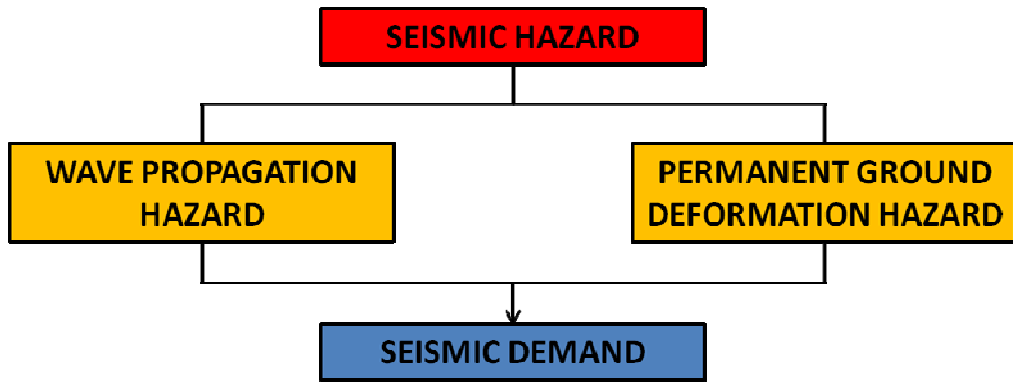 SEISMIC HAZARD
WAVE PROPAGATION
HAZARD
PERMANENT GROUND
DEFORMATION HAZARD
SEISMIC DEMAND